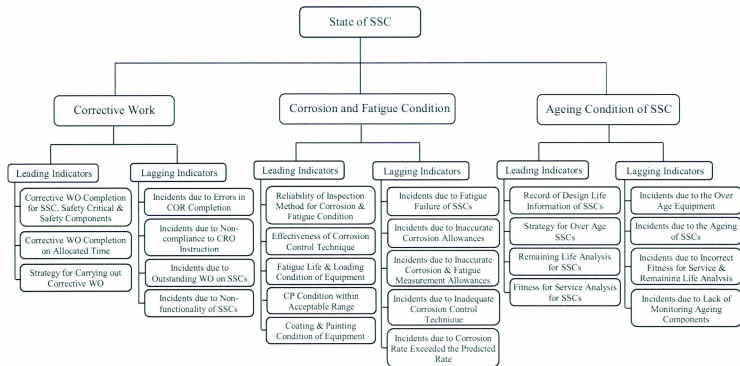 State of SSC
Corrective Work
Corrosion and Fatigue Condition
Ageing Condition of SSC
Leading Indicators
Lagging Indicators
Leading Indicators
Lagging Indicators
Leading Indicators
Lagging Indicators
Corrective WO Completion
for SSC, Safety Critical &
Safety Components
Corrective WO Completion
on Allocated Time
Strategy for Carrying out
Corrective WO
Incidents due to Errors in
COR Completion
Incidents due to Non-
compliance to CRO
Instruction
Incidents due to
Outstanding WO on SSCs
Incidents due to Non-
functionality of SSCs
Reliability of Inspection
Method for Corrosion &
Fatigue Condition
Effectiveness of Corrosion
Control Technique
Fatigue Life & Loading
Condition of Equipment
CP Condition within
Acceptable Range
Coating & Painting
Condition of Equipment
Incidents due to Fatigue
Failure of SSCs
Incidents due to Inaccurate
Corrosion Allowances
Incidents due to Inaccurate
Corrosion & Fatigue
Measurement Allowances
Incidents due to Inadequate
Corrosion Control
Technique
Incidents due to Corrosion
Rate Exceeded the Predicted
Rate
Record of Design Life
Information of SSCs
Strategy for Over Age
SSCs
Remaining Life Analysis
for SSCs
Fitness for Service Analysis
for SSCs
Incidents due to the Over
Age Equipment
Incidents due to the
Ageing of SSCs
Incidents due to Incorrect
Fitness for Service &
Remaining Life Analysis
Incidents due to Lack of
Monitoring Ageing
Components